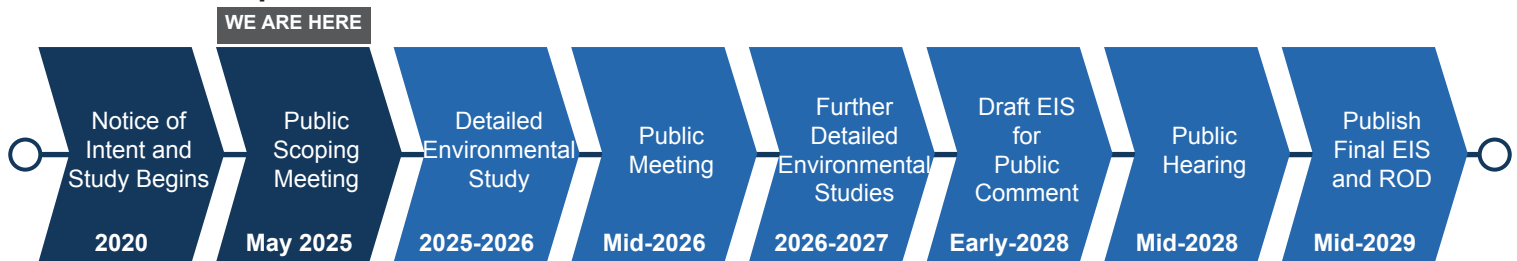 WE ARE HERE
Notice of
Intent and
Study Begins
2020
Public
Scoping
Meeting
May 2025
Detailed
Environmental
Study
2025-2026
Public
Meeting
Mid-2026
Further
Detailed
Environmental
Studies
2026-2027
Draft EIS
for
Public
Comment
Early-2028
Public
Hearing
Mid-2028
Publish
Final EIS
and ROD
Mid-2029